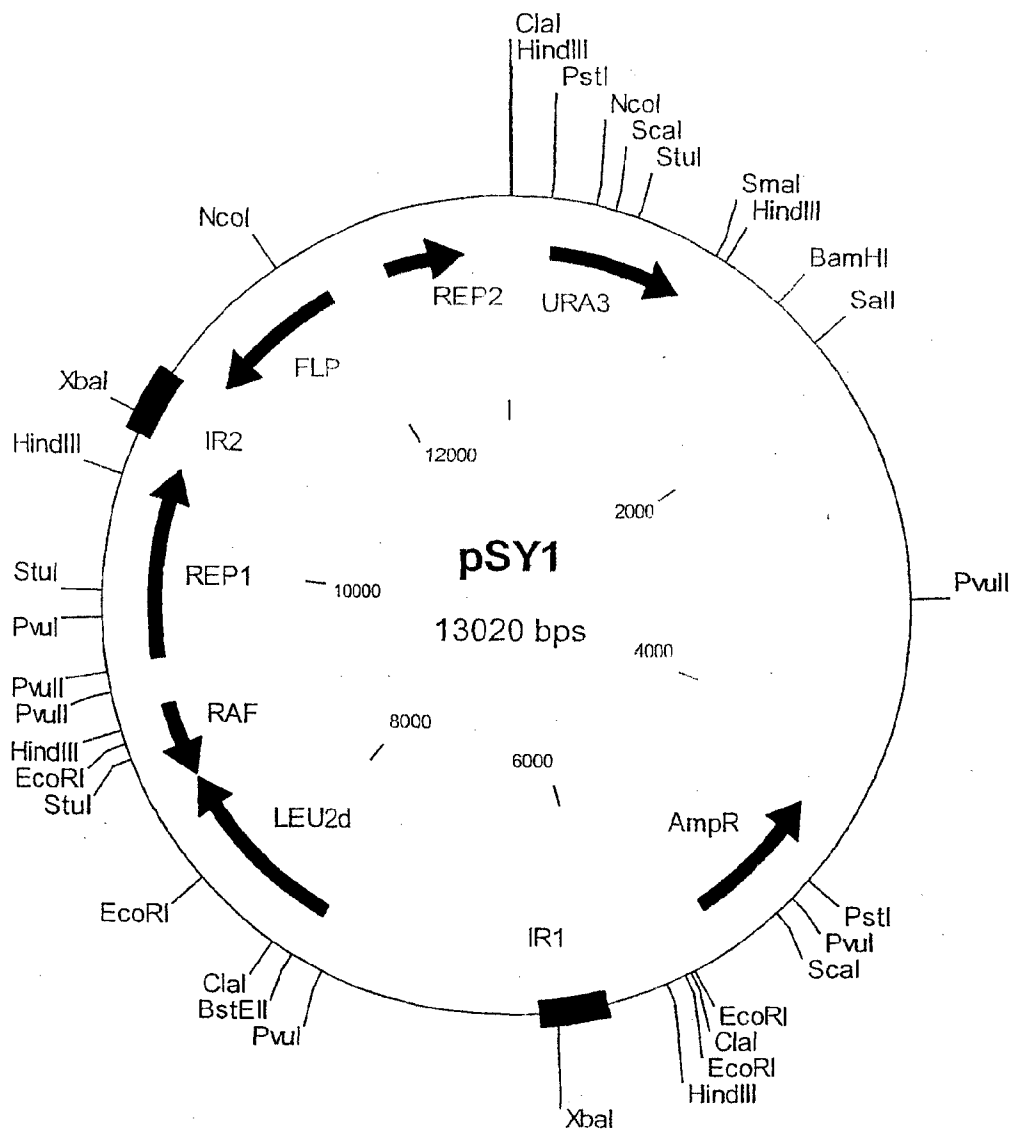 ClaI
HindIII
PstI
NcoI
ScaI
StuI
SmaI
HindIII
NcoI
BamHI
SalI
REP2
URA3
FLP
XbaI
IR2
HindIII
12000
2000
pSY1
StuI
REP1
10000
PvuII
PvuI
13020 bps
4000
PvuII
PvuII
RAF
8000
HindIII
EcoRI
StuI
6000
LEU2d
AmpR
EcoRI
PstI
PvuI
ScaI
IR1
ClaI
BstEII
PvuI
EcoRI
ClaI
EcoRI
HindIII
XbaI